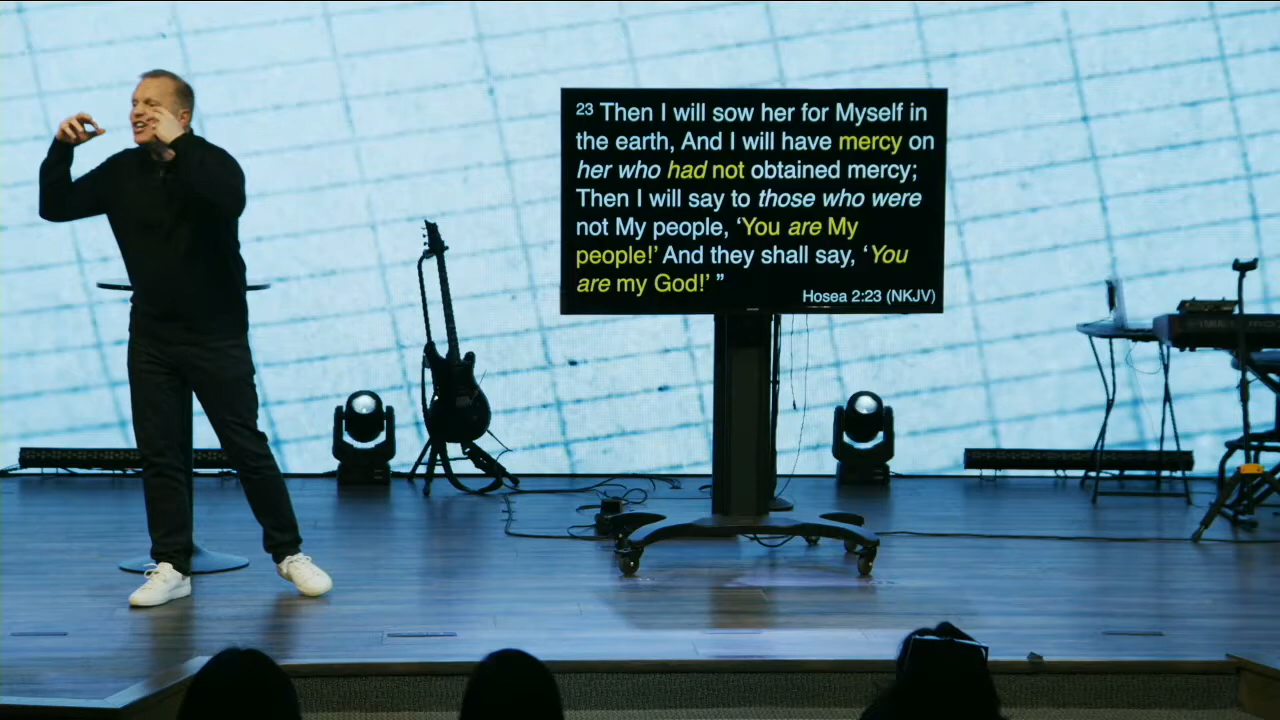 23 Then I will sow her for Myself in
the earth, And I will have mercy on
her who had not obtained mercy;
Then I will say to those who were
not My people, ‘You are My
people!’ And they shall say, ‘You
are my God!’ ”
Hosea 2:23 (NKJV)